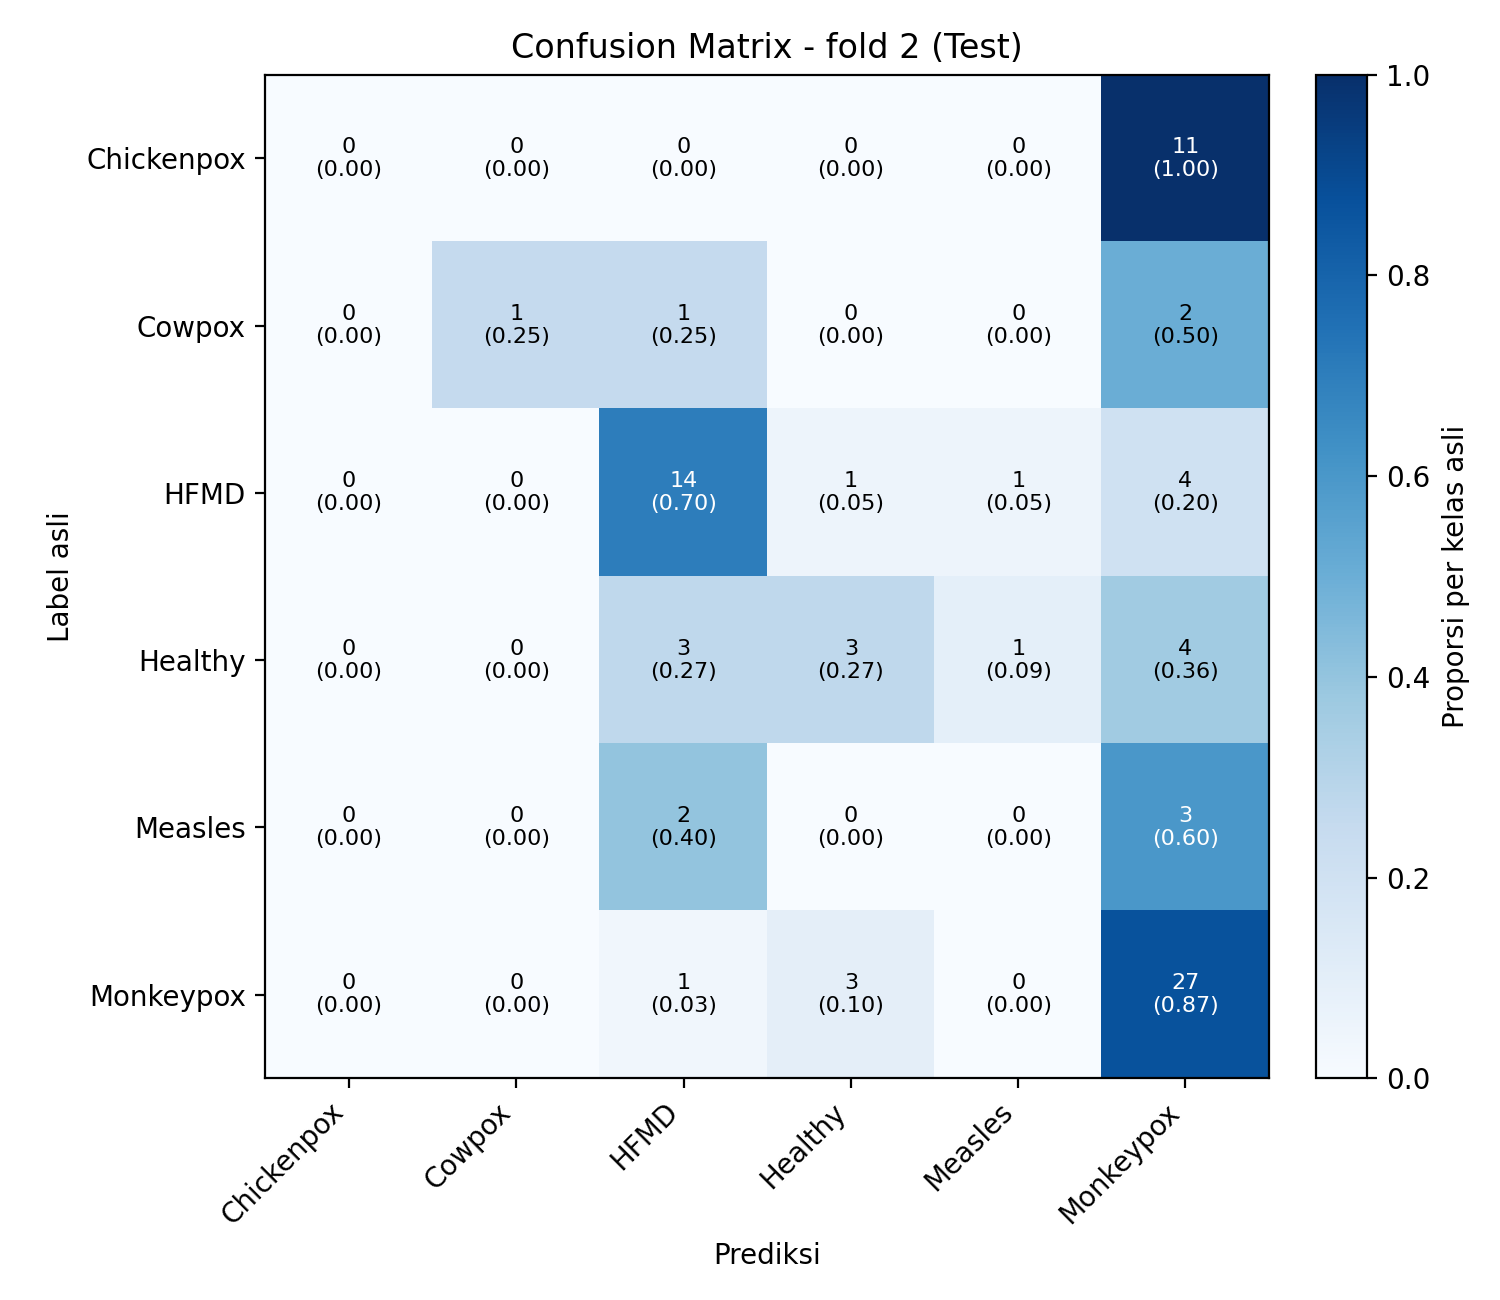 Confusion Matrix - fold 2 (Test)
Chickenpox
0 0 0 0 0 11
(0.00) (0.00) (0.00) (0.00) (0.00) (1.00)
Cowpox
0 1 1 0 0 2
(0.00) (0.25) (0.25) (0.00) (0.00) (0.50)
HFMD
0 0 14 1 1 4
(0.00) (0.00) (0.70) (0.05) (0.05) (0.20)
Healthy
0 0 3 3 1 4
(0.00) (0.00) (0.27) (0.27) (0.09) (0.36)
Measles
0 0 2 0 0 3
(0.00) (0.00) (0.40) (0.00) (0.00) (0.60)
Monkeypox
0 0 1 3 0 27
(0.00) (0.00) (0.03) (0.10) (0.00) (0.87)
Label asli
Chickenpox Cowpox HFMD Healthy Measles Monkeypox
Prediksi
1.0
0.8
0.6
0.4
0.2
0.0
Proporsi per kelas asli